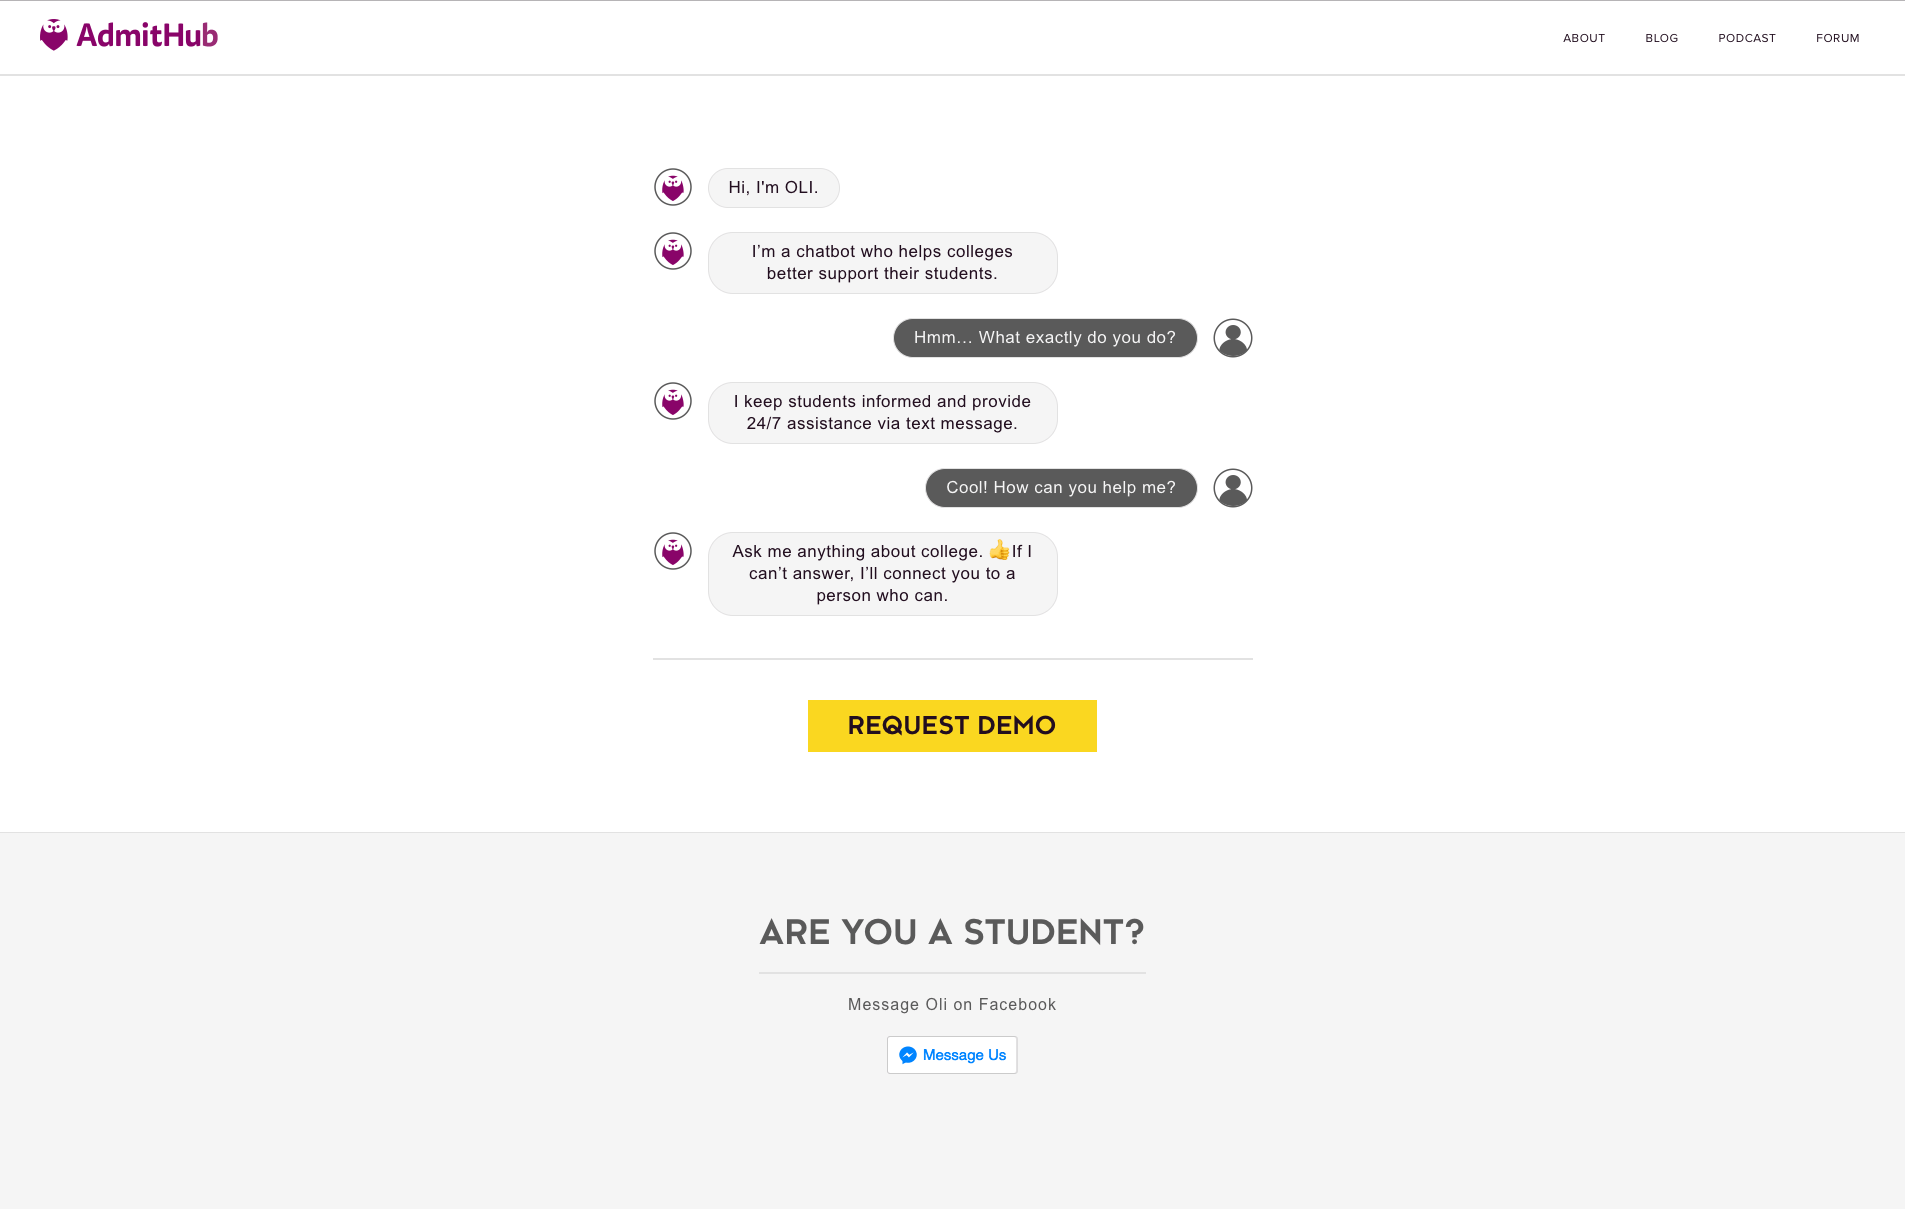 AdmitHub
ABOUT BLOG PODCAST FORUM
Hi, I'm OLI.
I’m a chatbot who helps colleges
better support their students.
Hmm... What exactly do you do?
I keep students informed and provide
24/7 assistance via text message.
Cool! How can you help me?
Ask me anything about college. 👍If I
can’t answer, I’ll connect you to a
person who can.
REQUEST DEMO
ARE YOU A STUDENT?
Message Oli on Facebook
Message Us